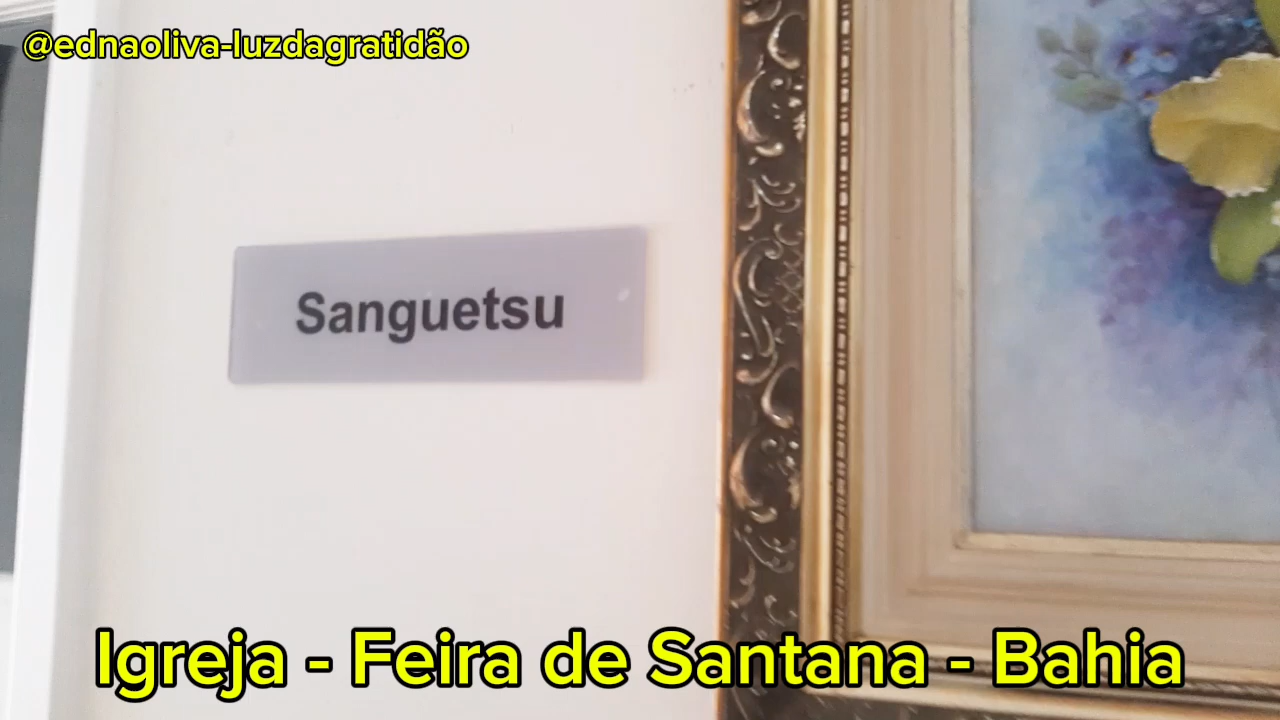 @ednaoliva-luzdagratidão
Sanguetsu
Igreja - Feira de Santana - Bahia